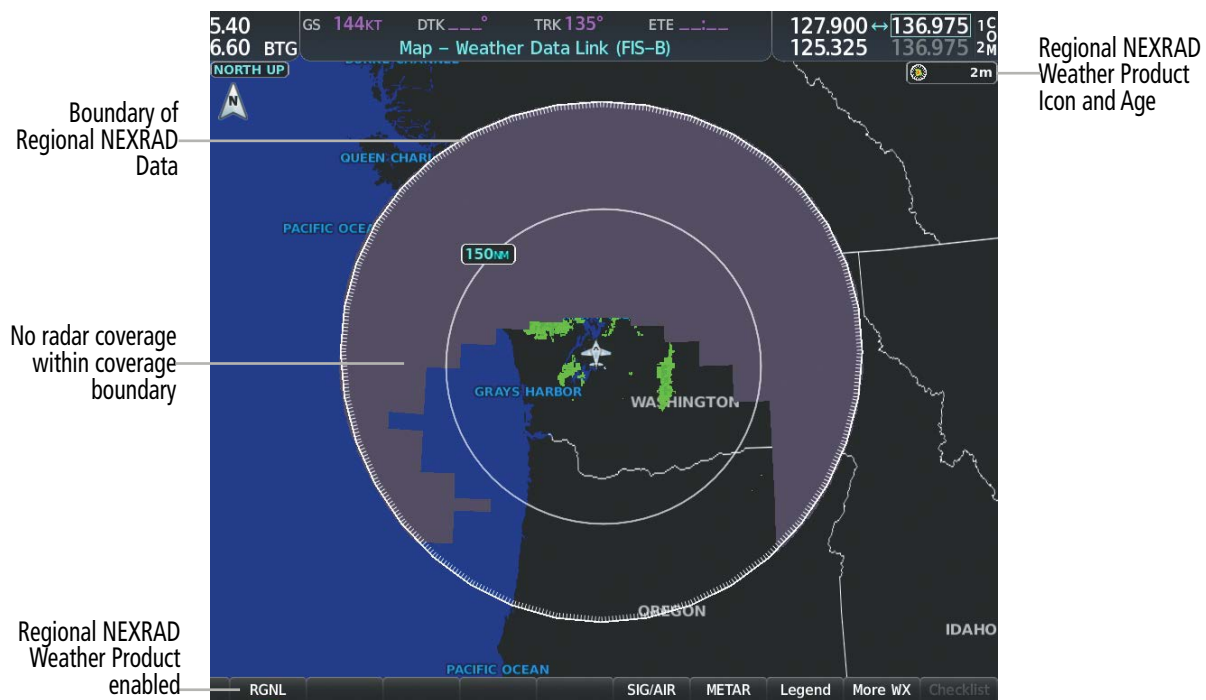 5.40
GS 144KT DTK ___° TRK 135° ETE __:__
127.900 ↔ 136.975 1 C
O
6.60 BTG
Map – Weather Data Link (FIS–B)
125.325 136.975 2 M
NORTH UP
2m
N
Regional NEXRAD
Weather Product
Icon and Age
Boundary of
Regional NEXRAD
Data
QUEEN CHARL
PACIFIC OCEA
150NM
No radar coverage
within coverage
boundary
GRAYS HARBOR
WASHINGTON
OREGON
IDAHO
Regional NEXRAD
Weather Product
enabled
PACIFIC OCEAN
RGNL SIG/AIR METAR Legend More WX Checklist